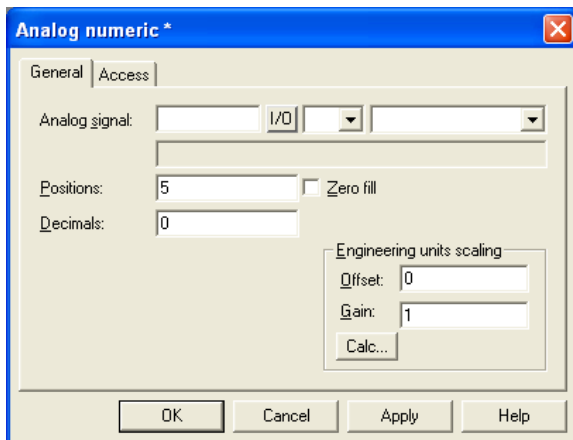 Analog numeric *
General Access
Analog signal: I/O
Positions: 5 Zero fill
Decimals: 0
Engineering units scaling
Offset: 0
Gain: 1
Calc...
OK Cancel Apply Help